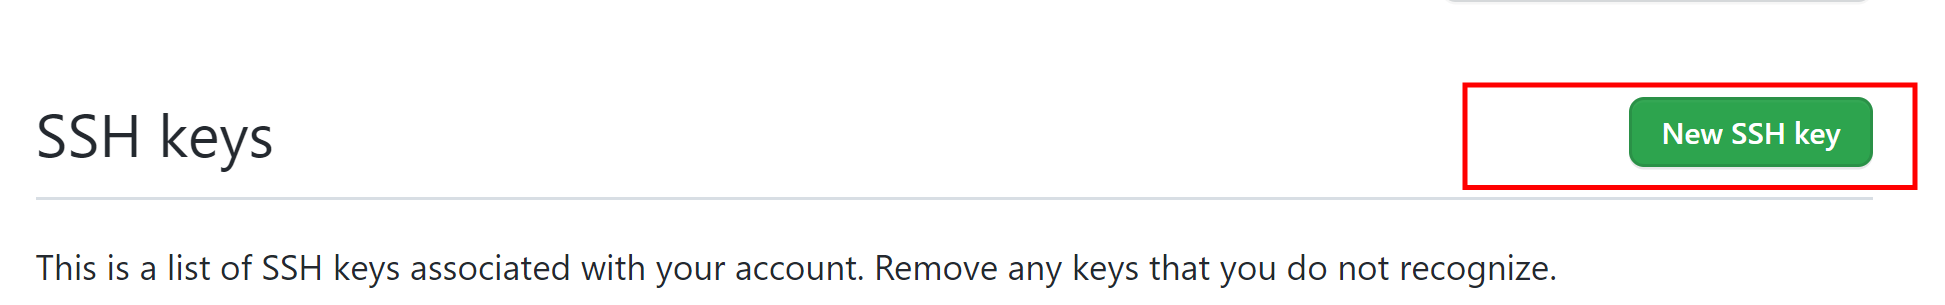 SSH keys
New SSH key
This is a list of SSH keys associated with your account. Remove any keys that you do not recognize.